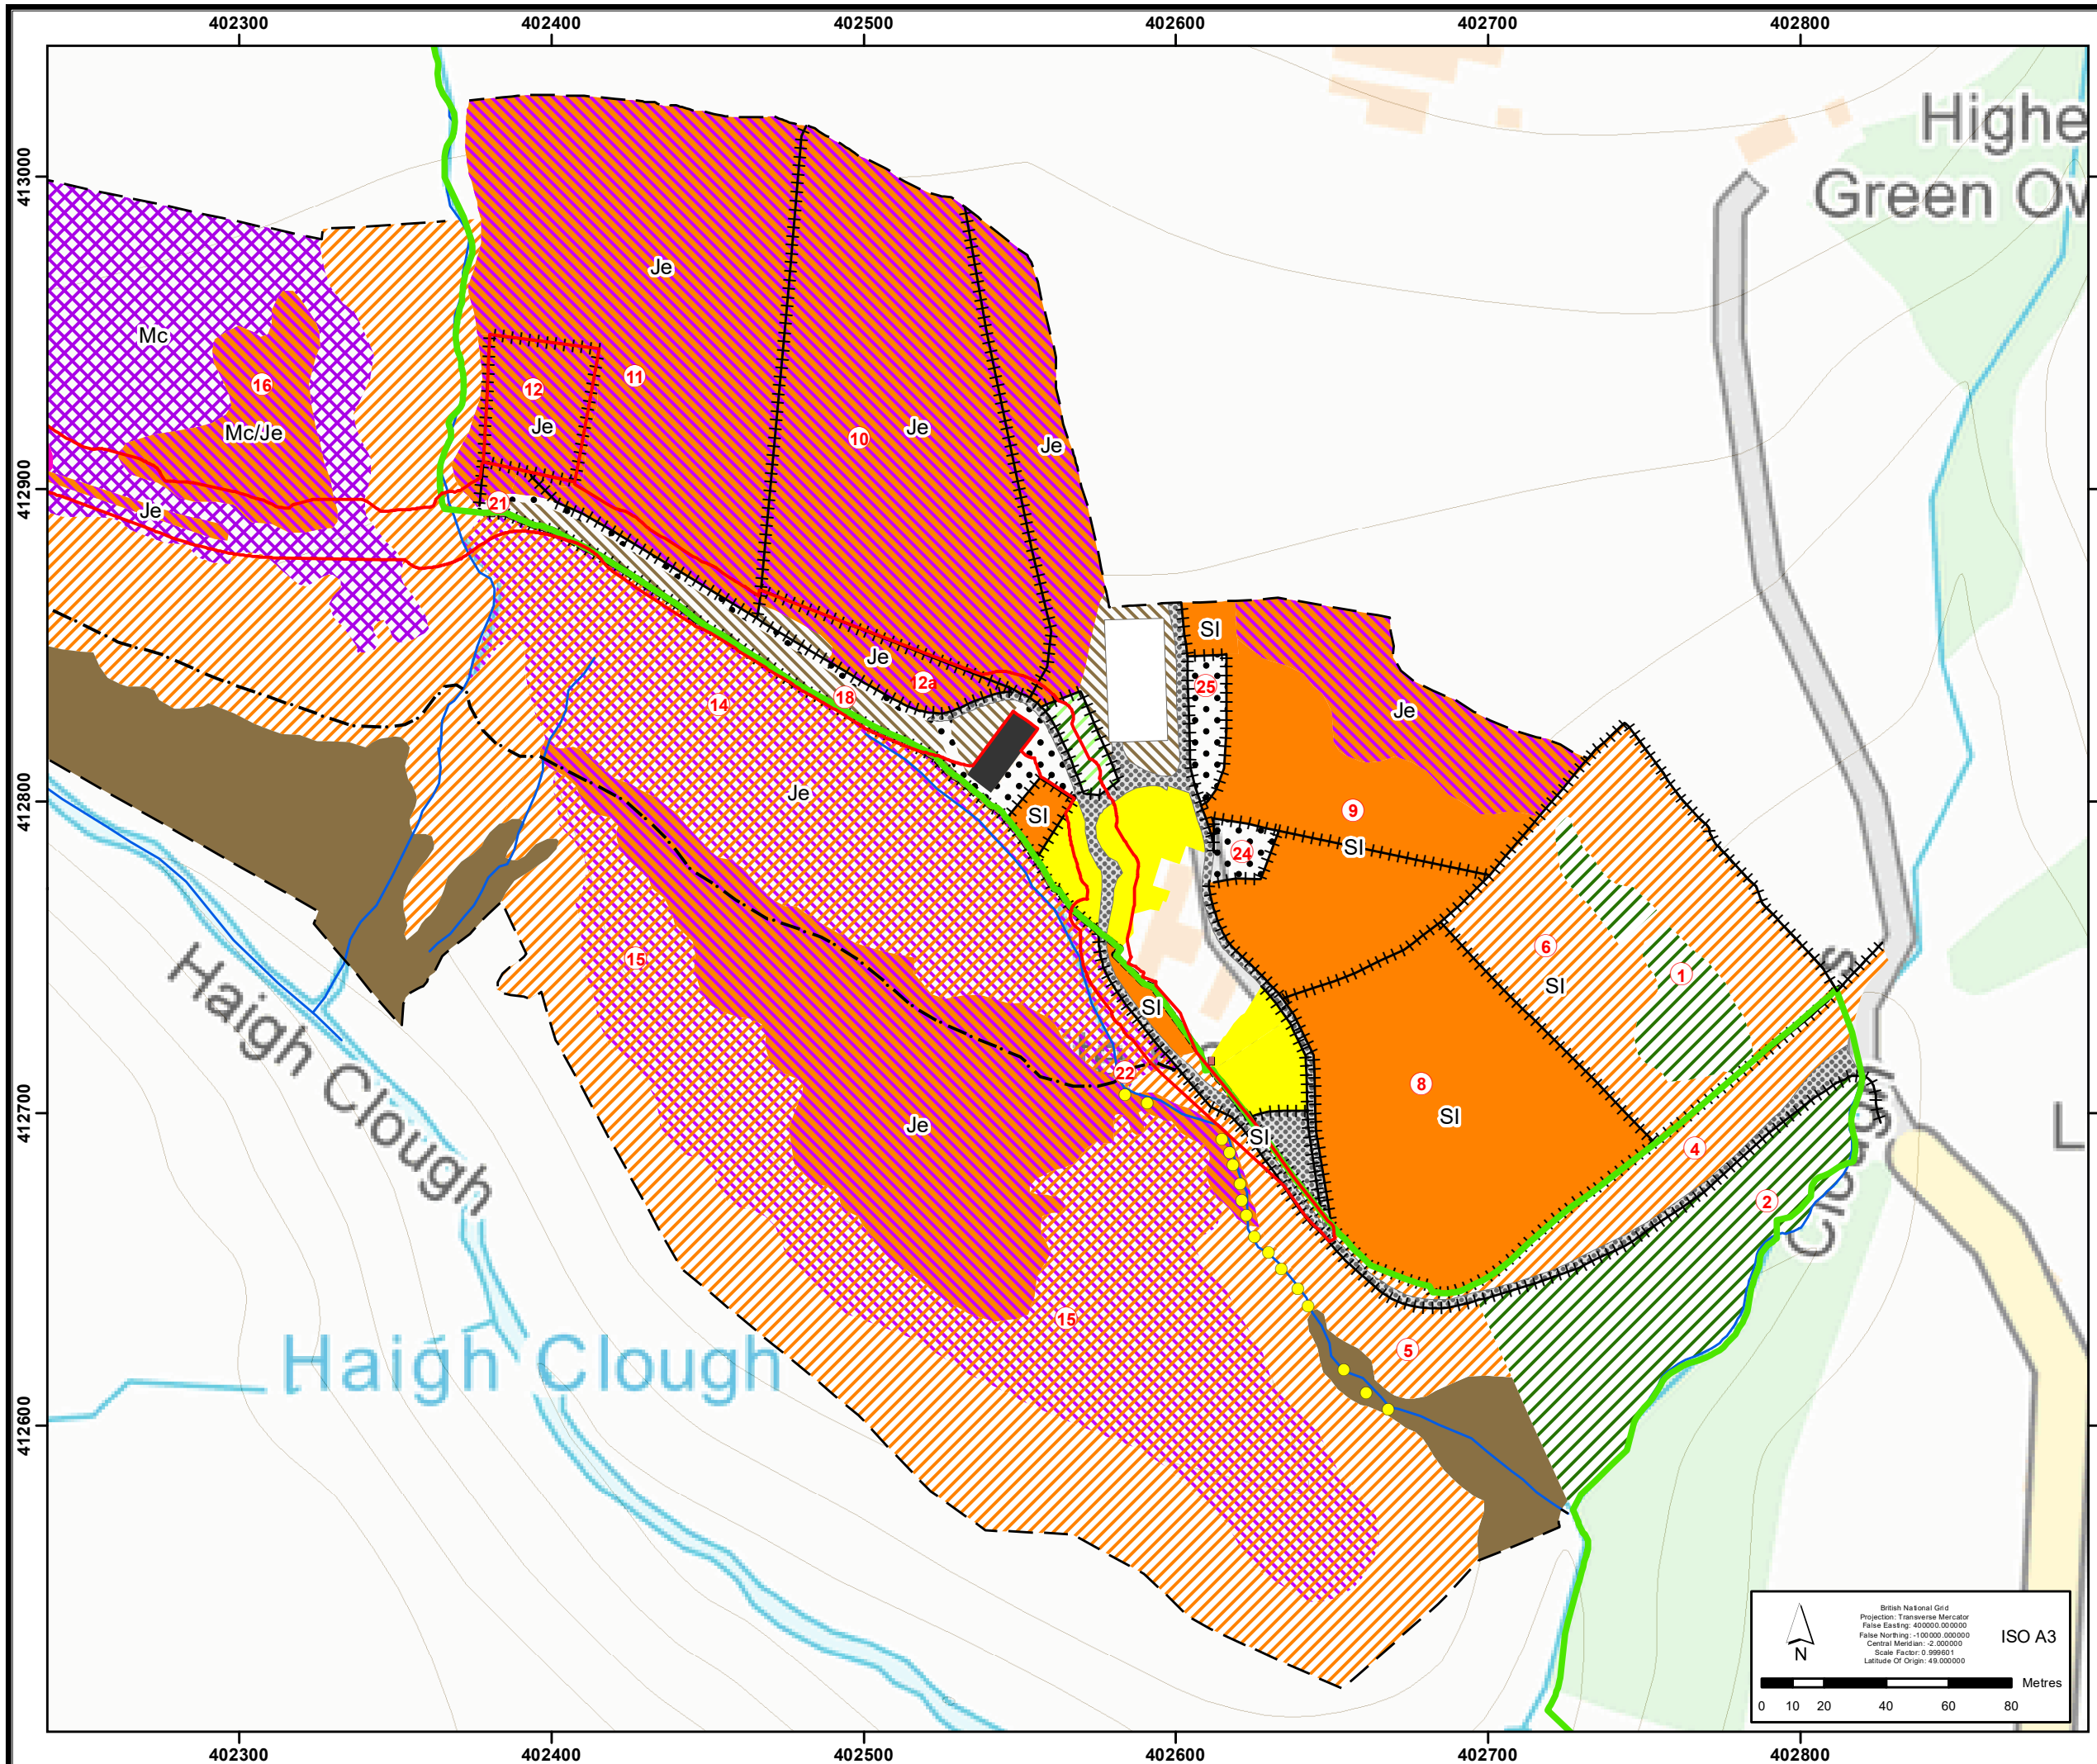 402300 402400 402500 402600 402700 402800
413000
412900
412800
412700
412600
Highe
Green Ov
Je
Mc
16
12
11
Je
Je
10
Je
Mc/Je
Je
21
SI
25
Je
12a
18
14
Je
Je
9
SI
SI
24
SI
15
6
1
SI
SI
8
SI
22
Je
SI
4
2
5
15
Haigh Clough
Haigh Clough
L
British National Grid
Projection: Transverse Mercator
False Easting: 400000.000000
False Northing: -100000.000000
Central Meridian: -2.000000
Scale Factor: 0.999601
Latitude Of Origin: 49.000000
ISO A3
N
Metres
0 10 20 40 60 80
402300 402400 402500 402600 402700 402800